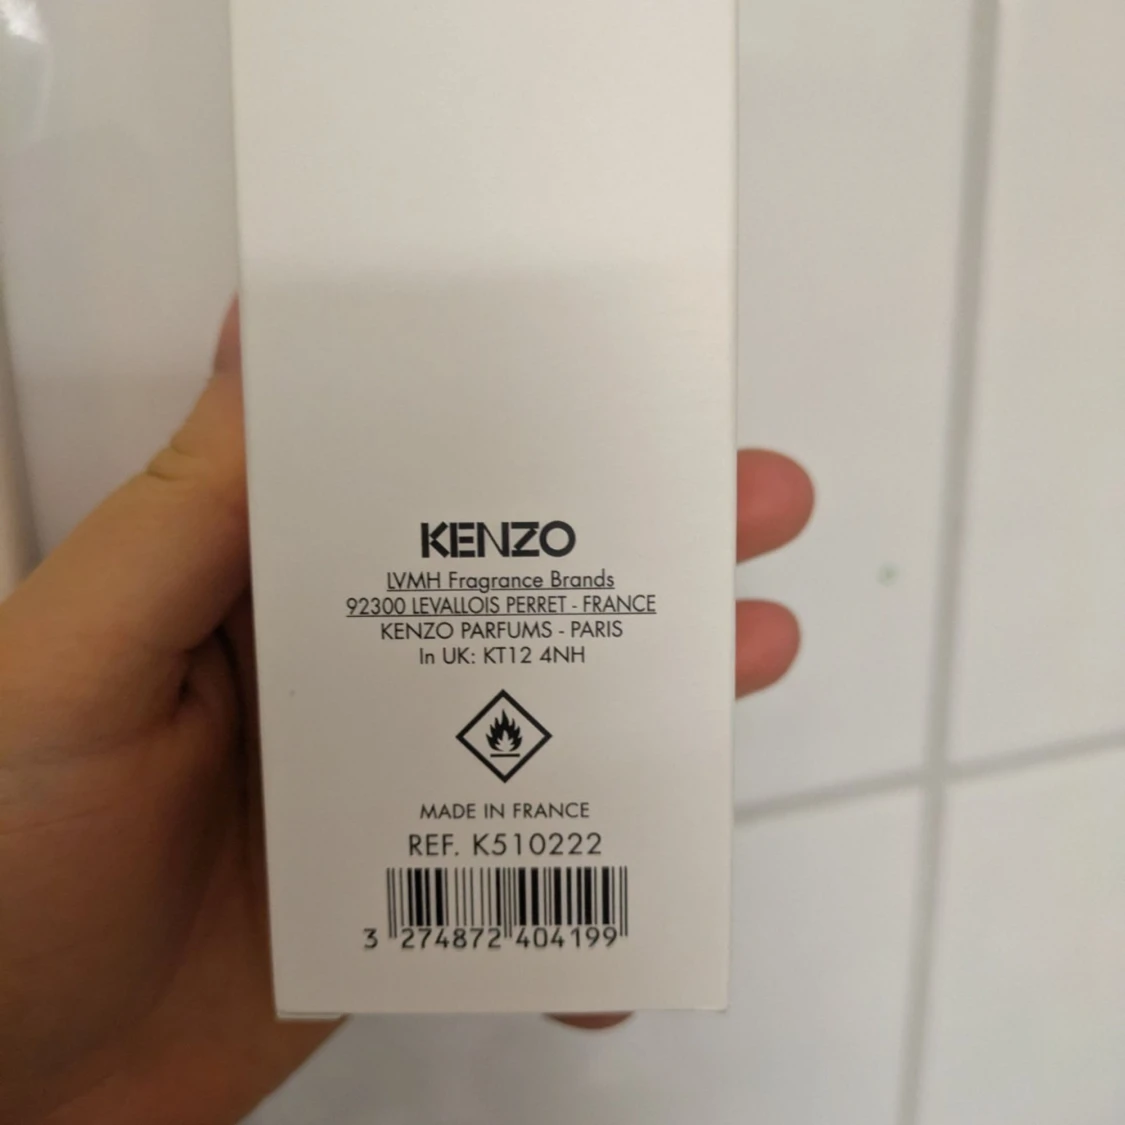 KENZO
LVMH Fragrance Brands
92300 LEVALLOIS PERRET - FRANCE
KENZO PARFUMS - PARIS
In UK: KT12 4NH
MADE IN FRANCE
REF. K510222
3 274872 404199